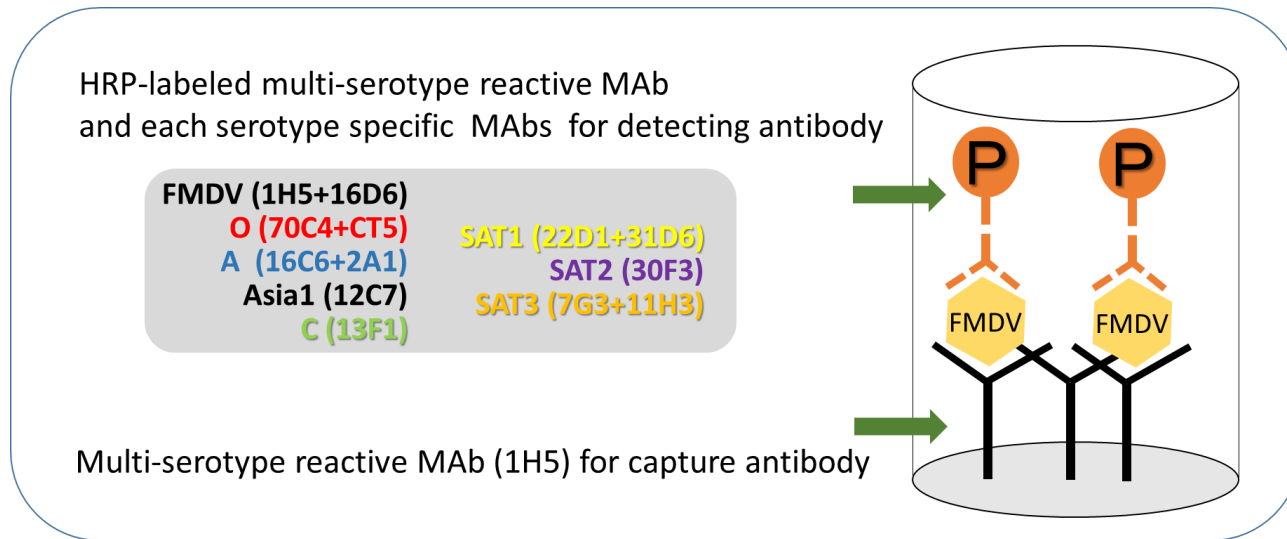 HRP-labeled multi-serotype reactive MAb
and each serotype specific MAbs for detecting antibody
FMDV (1H5+16D6)
O (70C4+CT5)
A (16C6+2A1)
Asia1 (12C7)
C (13F1)
SAT1 (22D1+31D6)
SAT2 (30F3)
SAT3 (7G3+11H3)
P P
FMDV FMDV
Multi-serotype reactive MAb (1H5) for capture antibody